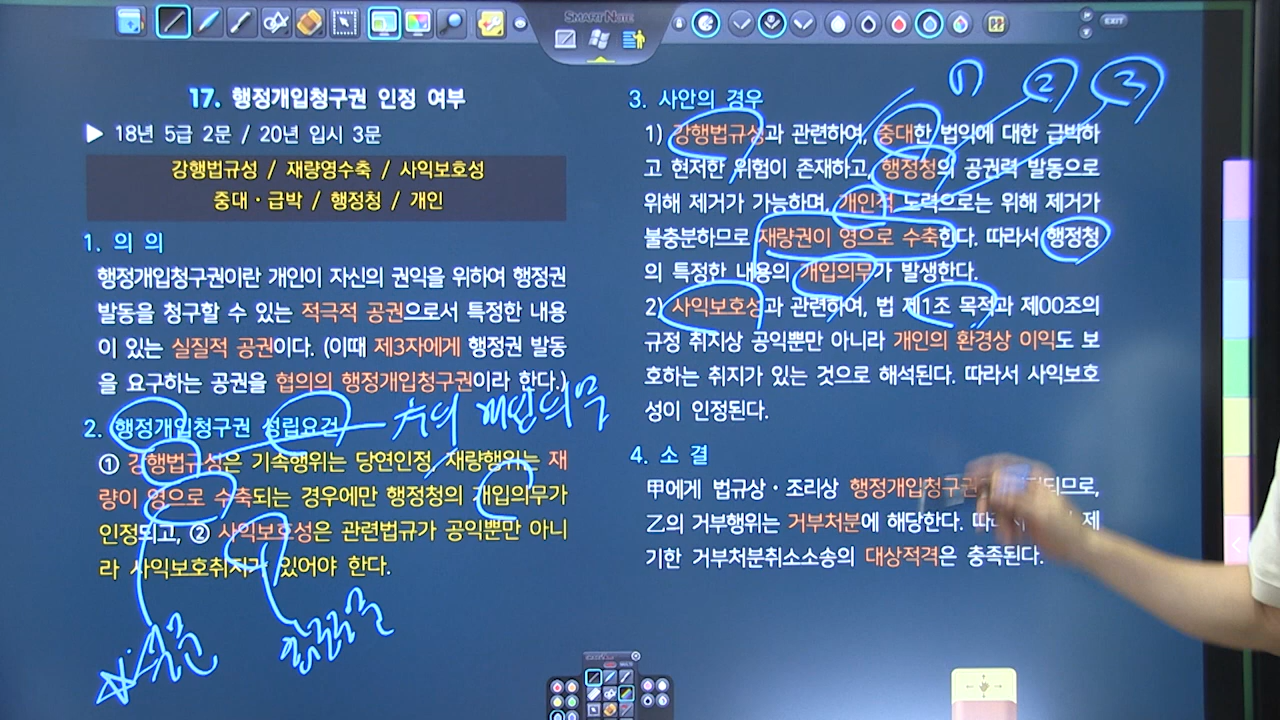 SMART NOTE
EXIT
17. 행정개입청구권 인정 여부
▶ 18년 5급 2문 / 20년 입시 3문
강행법규성 / 재량영수축 / 사익보호성
중대 · 급박 / 행정청 / 개인
1. 의 의
행정개입청구권이란 개인이 자신의 권익을 위하여 행정권
발동을 청구할 수 있는 적극적 공권으로서 특정한 내용
이 있는 실질적 공권이다. (이때 제3자에게 행정권 발동
을 요구하는 공권을 협의의 행정개입청구권이라 한다.)
2. 행정개입청구권 성립요건
① 강행법규성은 기속행위는 당연인정, 재량행위는 재
량이 영으로 수축되는 경우에만 행정청의 개입의무가
인정되고, ② 사익보호성은 관련법규가 공익뿐만 아니
라 사익보호취지가 있어야 한다.
3. 사안의 경우
① ② ③
1) 강행법규성과 관련하여, 중대한 법익에 대한 급박하
고 현저한 위험이 존재하고, 행정청의 공권력 발동으로
위해 제거가 가능하며, 개인적 노력으로는 위해 제거가
불충분하므로 재량권이 영으로 수축한다. 따라서 행정청
의 특정한 내용의 개입의무가 발생한다.
2) 사익보호성과 관련하여, 법 제1조 목적과 제00조의
규정 취지상 공익뿐만 아니라 개인의 환경상 이익도 보
호하는 취지가 있는 것으로 해석된다. 따라서 사익보호
성이 인정된다.
4. 소 결
甲에게 법규상 · 조리상 행정개입청구권
되므로,
乙의 거부행위는 거부처분에 해당한다. 제
기한 거부처분취소소송의 대상적격은 충족된다.